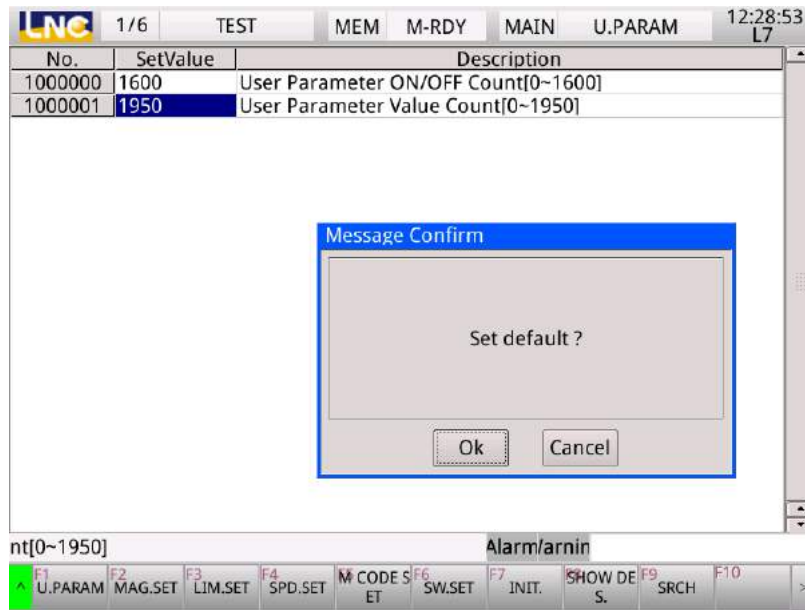 LNC 1/6 TEST MEM M-RDY MAIN U.PARAM 12:28:53
L7
No. SetValue Description
1000000 1600 User Parameter ON/OFF Count[0~1600]
1000001 1950 User Parameter Value Count[0~1950]
Message Confirm
Set default ?
Ok Cancel
nt[0~1950] Alarm/arnin
F1 F2 F3 F4 M CODE S F6 F7 SHOW DE F9 F10
^ U.PARAM MAG.SET LIM.SET SPD.SET ET SW.SET INIT. S. SRCH >